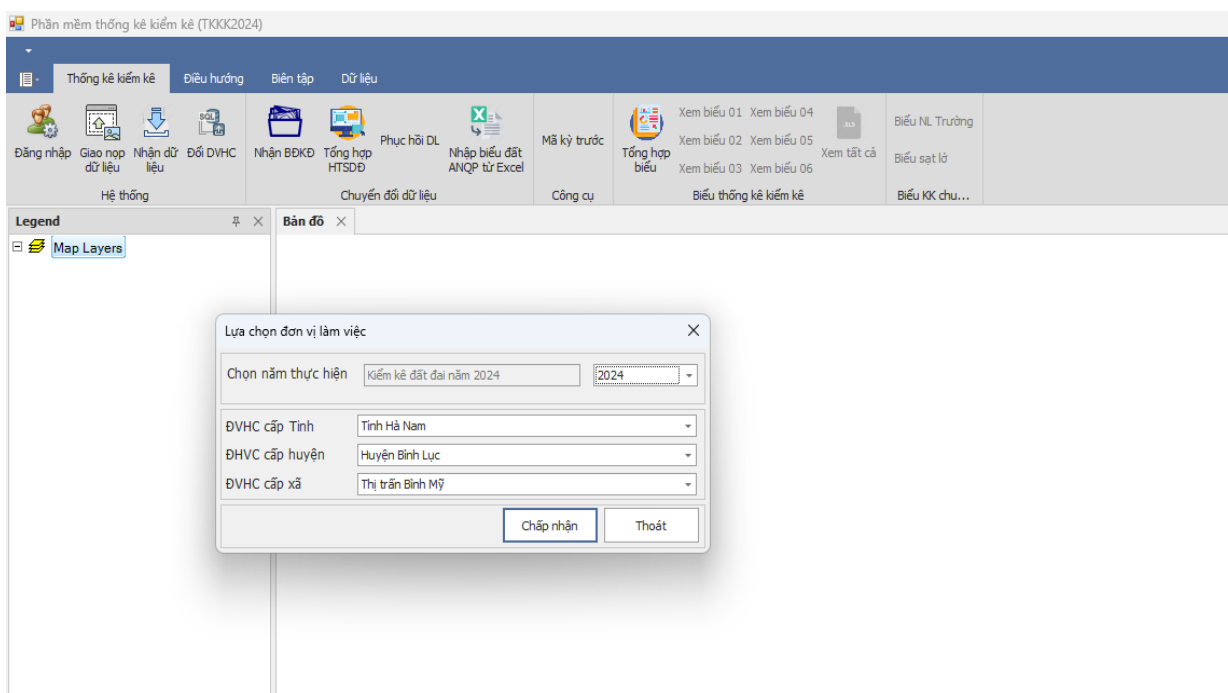 Phần mềm thống kê kiểm kê (TKKK2024)
Thống kê kiểm kê Điều hướng Biên tập Dữ liệu
Đăng nhập Giao nọp dữ liệu Nhận dữ liệu Đổi DVHC
Hệ thống
Nhận BĐKĐ Tổng hợp HTSDĐ Phục hồi DL Nhập biểu đất ANQP từ Excel
Chuyển đổi dữ liệu
Mã kỳ trước
Công cụ
Tổng hợp biểu
Xem biểu 01 Xem biểu 04
Xem biểu 02 Xem biểu 05
Xem biểu 03 Xem biểu 06
XLS
Xem tất cả
Biểu thống kê kiểm kê
Biểu NL Trường
Biểu sạt lở
Biểu KK chu...
Legend
Map Layers
Bản đồ
Lựa chọn đơn vị làm việc
Chọn năm thực hiện Kiểm kê đất đai năm 2024 2024
ĐVHC cấp Tỉnh Tỉnh Hà Nam
ĐHVC cấp huyện Huyện Bình Lục
ĐVHC cấp xã Thị trấn Bình Mỹ
Chấp nhận Thoát